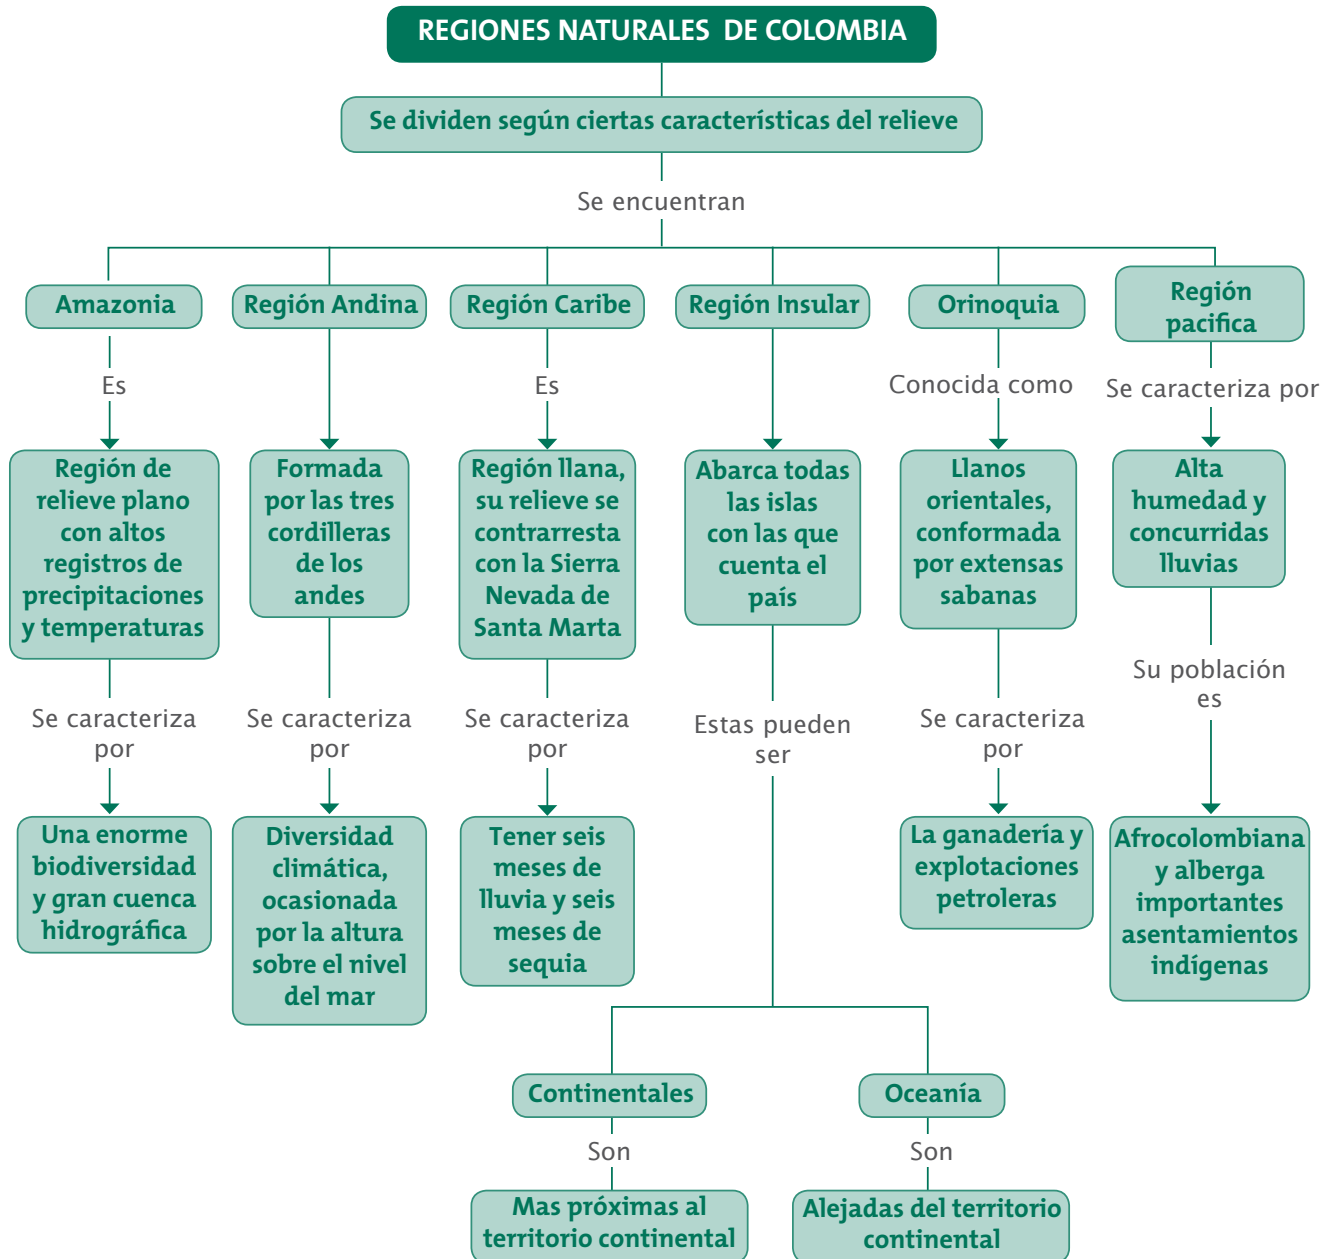 REGIONES NATURALES DE COLOMBIA
Se dividen según ciertas características del relieve
Se encuentran
Amazonia
Es
Región de
relieve plano
con altos
registros de
precipitaciones
y temperaturas
Se caracteriza
por
Una enorme
biodiversidad
y gran cuenca
hidrográfica
Región Andina
Formada
por las tres
cordilleras
de los
andes
Se caracteriza
por
Diversidad
climática,
ocasionada
por la altura
sobre el nivel
del mar
Región Caribe
Es
Región llana,
su relieve se
contrarresta
con la Sierra
Nevada de
Santa Marta
Se caracteriza
por
Tener seis
meses de
lluvia y seis
meses de
sequia
Región Insular
Abarca todas
las islas
con las que
cuenta el
país
Estas pueden
ser
Continentales
Son
Mas próximas al
territorio continental
Oceanía
Son
Alejadas del territorio
continental
Orinoquia
Conocida como
Llanos
orientales,
conformada
por extensas
sabanas
Se caracteriza
por
La ganadería y
explotaciones
petroleras
Región
pacifica
Se caracteriza por
Alta
humedad y
concurridas
lluvias
Su población
es
Afrocolombiana
y alberga
importantes
asentamientos
indígenas